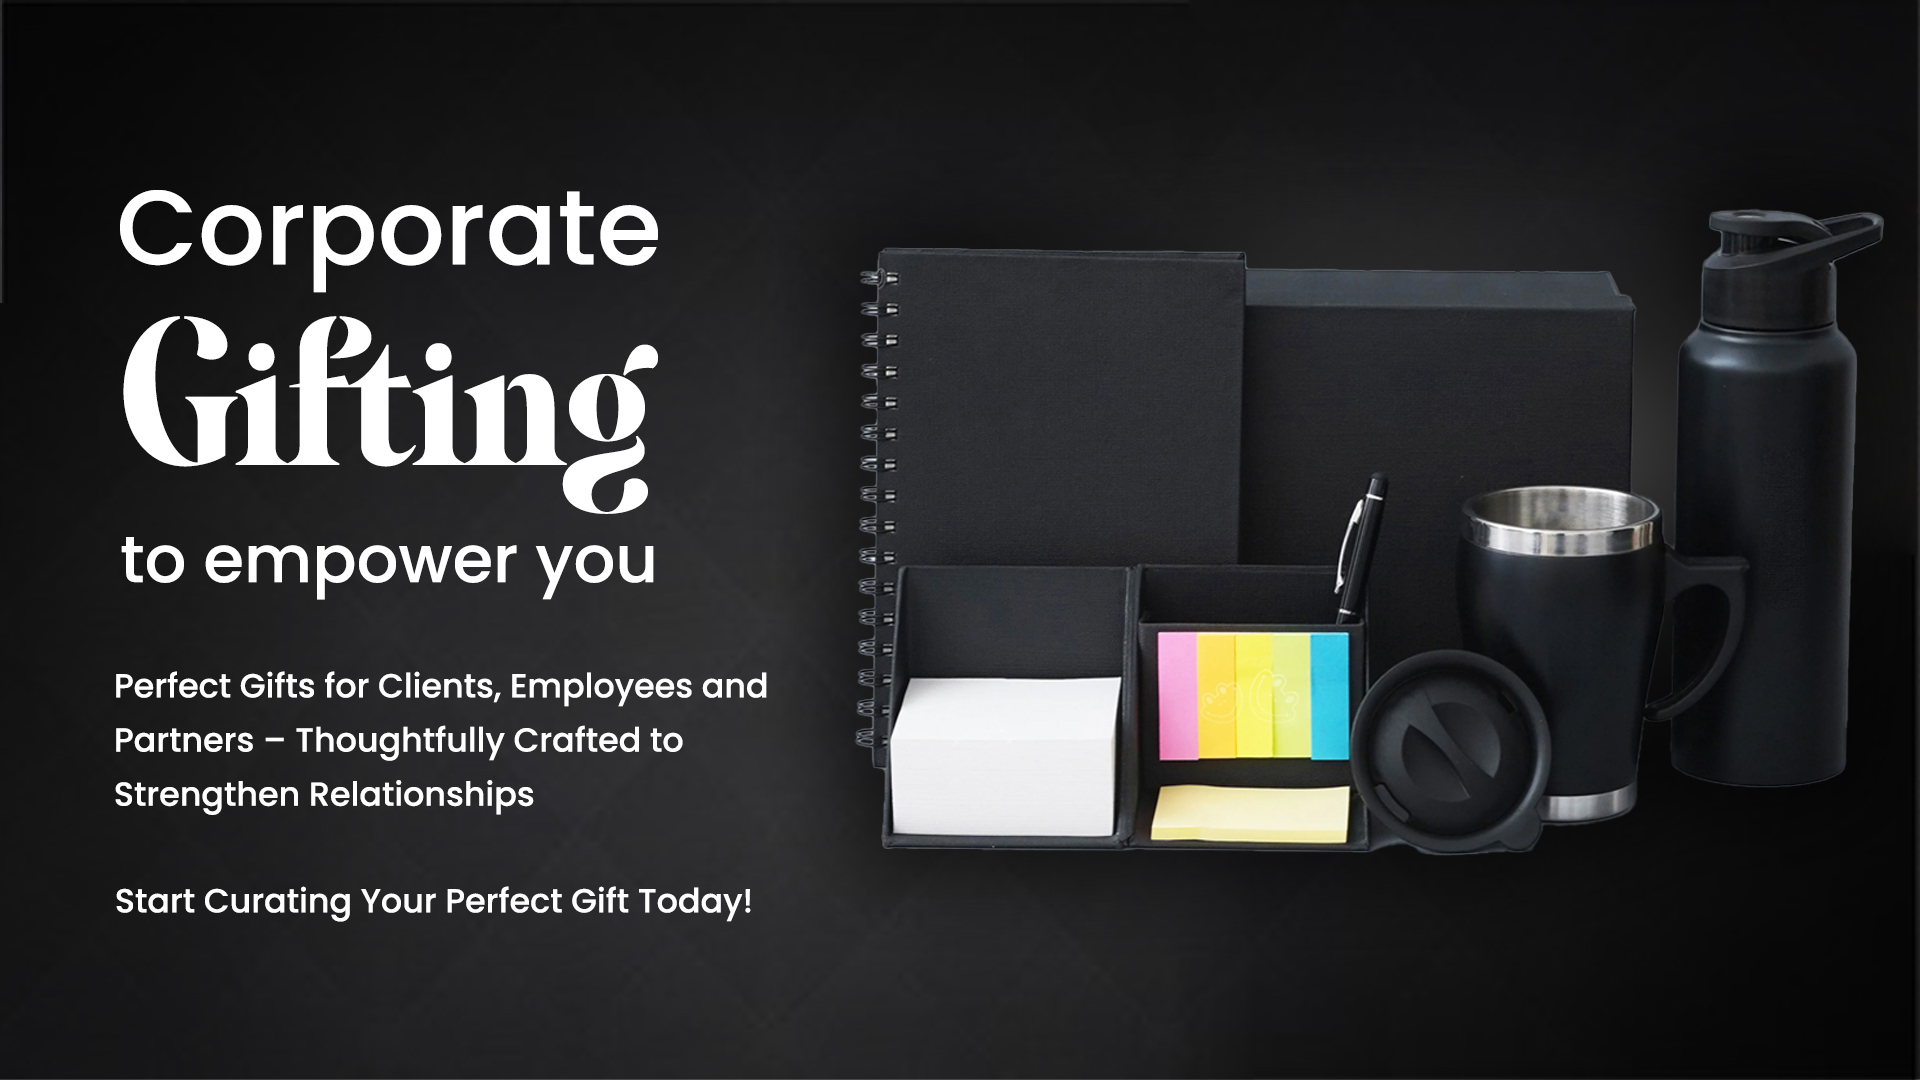 Corporate
Gifting
to empower you
Perfect Gifts for Clients, Employees and
Partners – Thoughtfully Crafted to
Strengthen Relationships
Start Curating Your Perfect Gift Today!